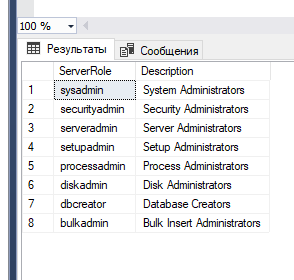 100 %
Результаты Сообщения
ServerRole Description
1 sysadmin System Administrators
2 securityadmin Security Administrators
3 serveradmin Server Administrators
4 setupadmin Setup Administrators
5 processadmin Process Administrators
6 diskadmin Disk Administrators
7 dbcreator Database Creators
8 bulkadmin Bulk Insert Administrators